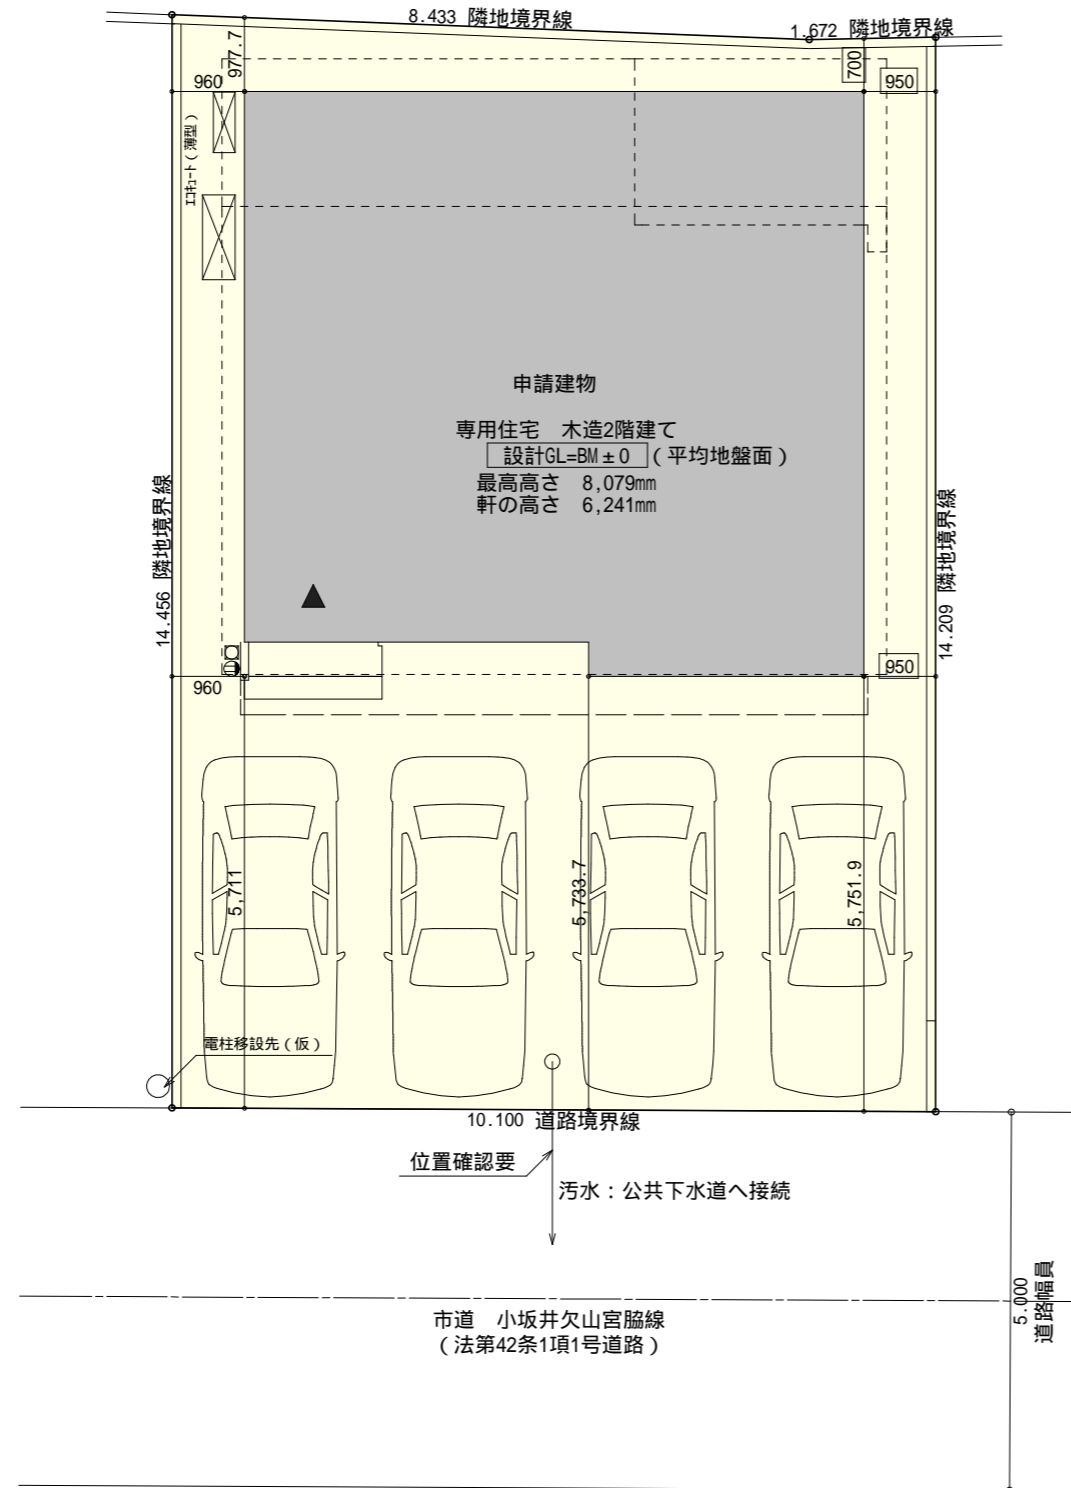 8.433 隣地境界線
1.672 隣地境界線
977.7
700
960
950
エコキュート(薄型)
申請建物
専用住宅 木造2階建て
設計GL=BM±0 (平均地盤面)
最高高さ 8,079mm
軒の高さ 6,241mm
14.456 隣地境界線
14.209 隣地境界線
960
950
5,711
5,733.7
5,751.9
電柱移設先(仮)
10.100 道路境界線
位置確認要
汚水:公共下水道へ接続
5.000
道路幅員
市道 小坂井欠山宮脇線
(法第42条1項1号道路)